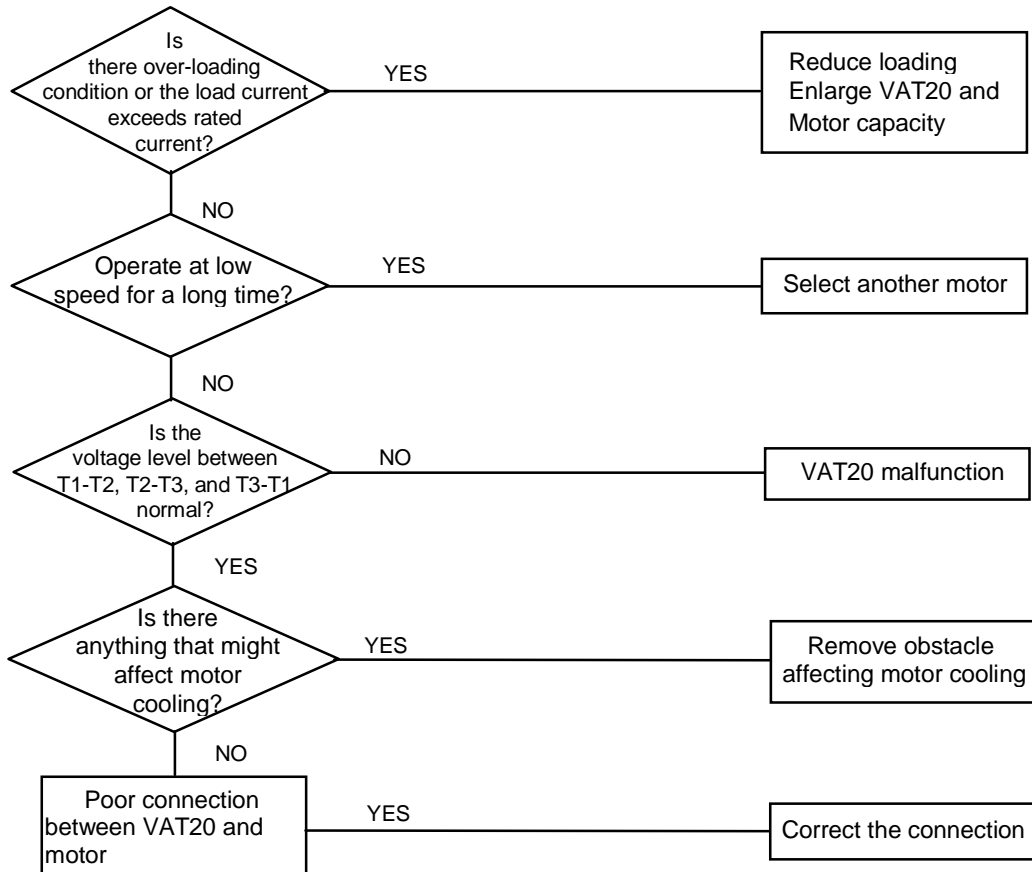 Is
there over-loading
condition or the load current
exceeds rated
current?
YES
Reduce loading
Enlarge VAT20 and
Motor capacity
NO
Operate at low
speed for a long time?
YES
Select another motor
NO
Is the
voltage level between
T1-T2, T2-T3, and T3-T1
normal?
NO
VAT20 malfunction
YES
Is there
anything that might
affect motor
cooling?
YES
Remove obstacle
affecting motor cooling
NO
Poor connection
between VAT20 and
motor
YES
Correct the connection